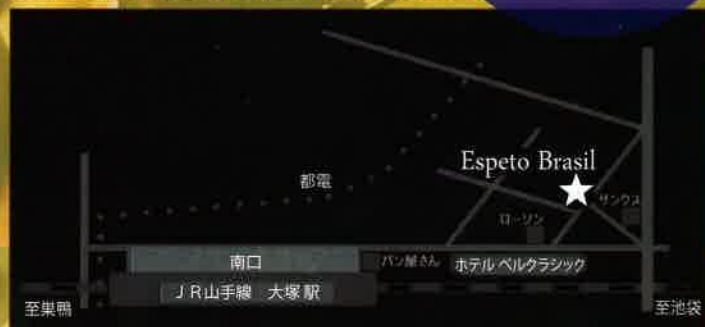 Espeto Brasil
都電
サンクス
ローソン
南口
パン屋さん
ホテル ベルクラシック
JR山手線 大塚駅
至巣鴨
至池袋